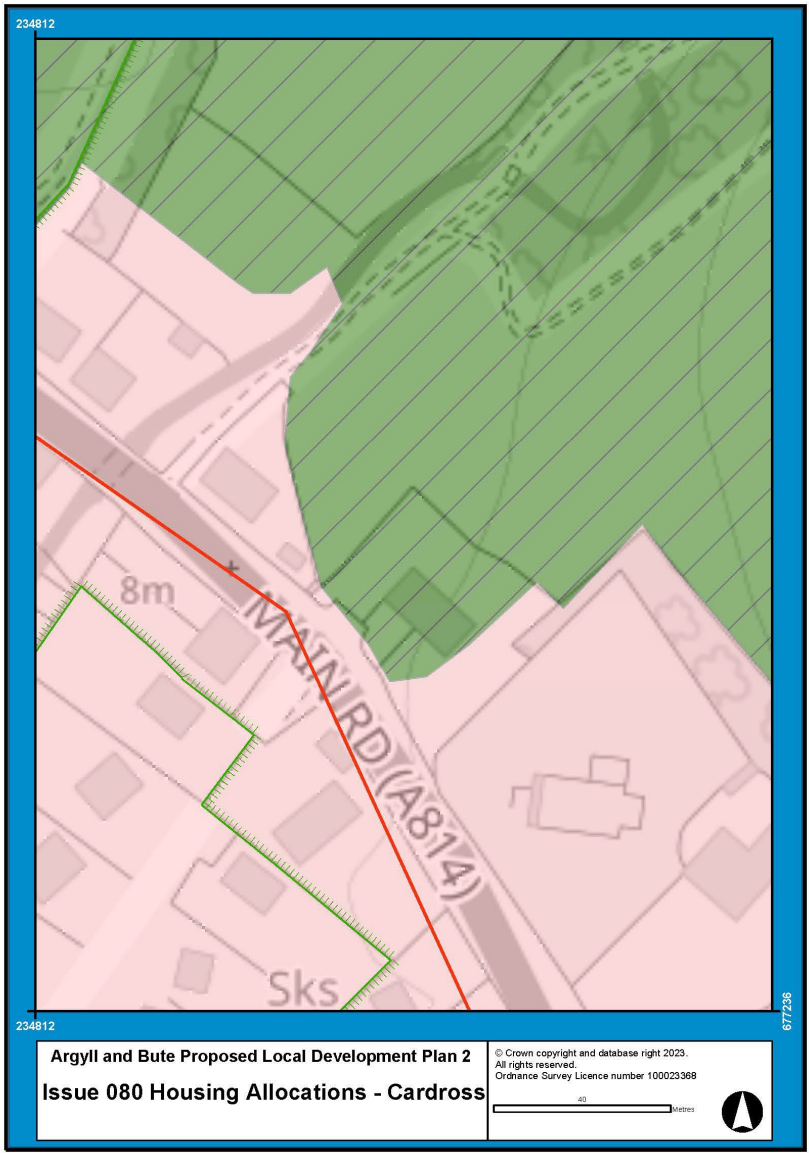 234812
8m
MAIN RD (A814)
Sks
234812
677236
Argyll and Bute Proposed Local Development Plan 2
Issue 080 Housing Allocations - Cardross
© Crown copyright and database right 2023.
All rights reserved.
Ordnance Survey Licence number 100023368
40
Metres